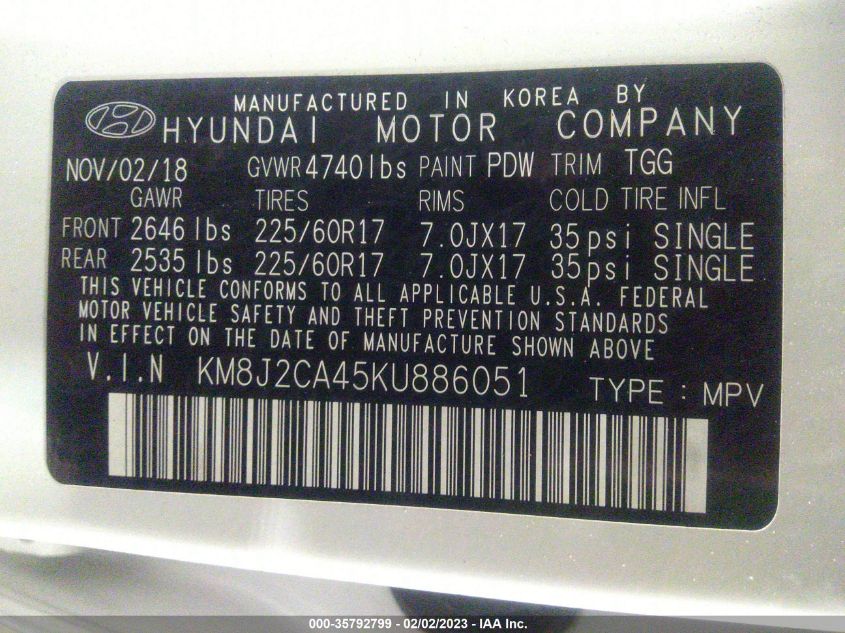 MANUFACTURED IN KOREA BY
HYUNDAI MOTOR COMPANY
NOV/02/18 GVWR 4740lbs PAINT PDW TRIM TGG
GAWR TIRES RIMS COLD TIRE INFL
FRONT 2646 lbs 225/60R17 7.0JX17 35psi SINGLE
REAR 2535 lbs 225/60R17 7.0JX17 35psi SINGLE
THIS VEHICLE CONFORMS TO ALL APPLICABLE U.S.A. FEDERAL
MOTOR VEHICLE SAFETY AND THEFT PREVENTION STANDARDS
IN EFFECT ON THE DATE OF MANUFACTURE SHOWN ABOVE
V.I.N KM8J2CA45KU886051 TYPE : MPV
000-35792799 - 02/02/2023 - IAA Inc.